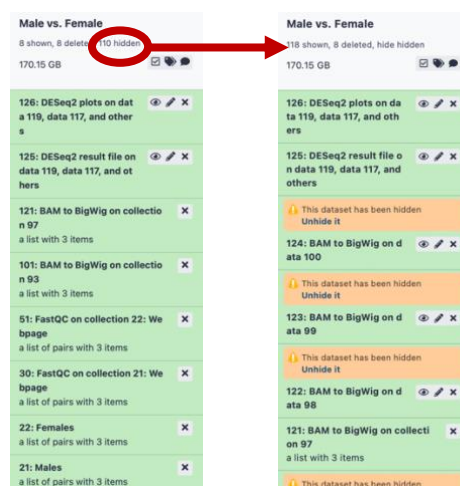 Male vs. Female
8 shown, 8 delete 110 hidden
170.15 GB
126: DESeq2 plots on dat
a 119, data 117, and other
s
125: DESeq2 result file on
data 119, data 117, and ot
hers
121: BAM to BigWig on collectio
n 97
a list with 3 items
101: BAM to BigWig on collectio
n 93
a list with 3 items
51: FastQC on collection 22: We
bpage
a list of pairs with 3 items
30: FastQC on collection 21: We
bpage
a list of pairs with 3 items
22: Females
a list of pairs with 3 items
21: Males
a list of pairs with 3 items
Male vs. Female
118 shown, 8 deleted, hide hidden
170.15 GB
126: DESeq2 plots on da
ta 119, data 117, and oth
ers
125: DESeq2 result file o
n data 119, data 117, and
others
This dataset has been hidden
Unhide it
124: BAM to BigWig on d
ata 100
This dataset has been hidden
Unhide it
123: BAM to BigWig on d
ata 99
This dataset has been hidden
Unhide it
122: BAM to BigWig on d
ata 98
121: BAM to BigWig on collecti
on 97
a list with 3 items
This dataset has been hidden